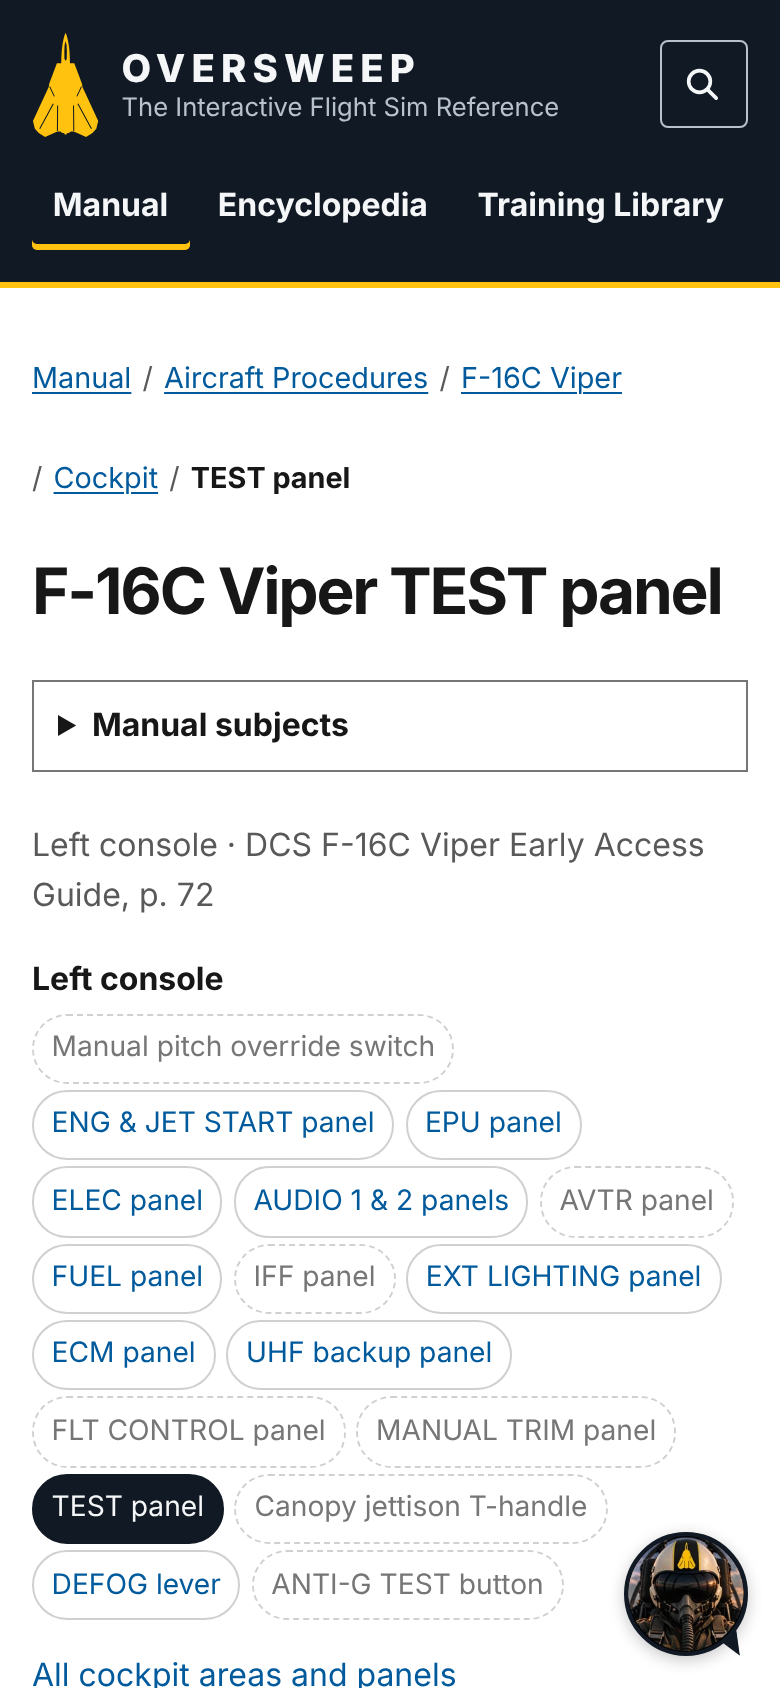 OVERSWEEP
The Interactive Flight Sim Reference
Manual Encyclopedia Training Library
Manual / Aircraft Procedures / F-16C Viper
/ Cockpit / TEST panel
F-16C Viper TEST panel
▶ Manual subjects
Left console · DCS F-16C Viper Early Access
Guide, p. 72
Left console
Manual pitch override switch
ENG & JET START panel EPU panel
ELEC panel AUDIO 1 & 2 panels AVTR panel
FUEL panel IFF panel EXT LIGHTING panel
ECM panel UHF backup panel
FLT CONTROL panel MANUAL TRIM panel
TEST panel Canopy jettison T-handle
DEFOG lever ANTI-G TEST button
All cockpit areas and panels